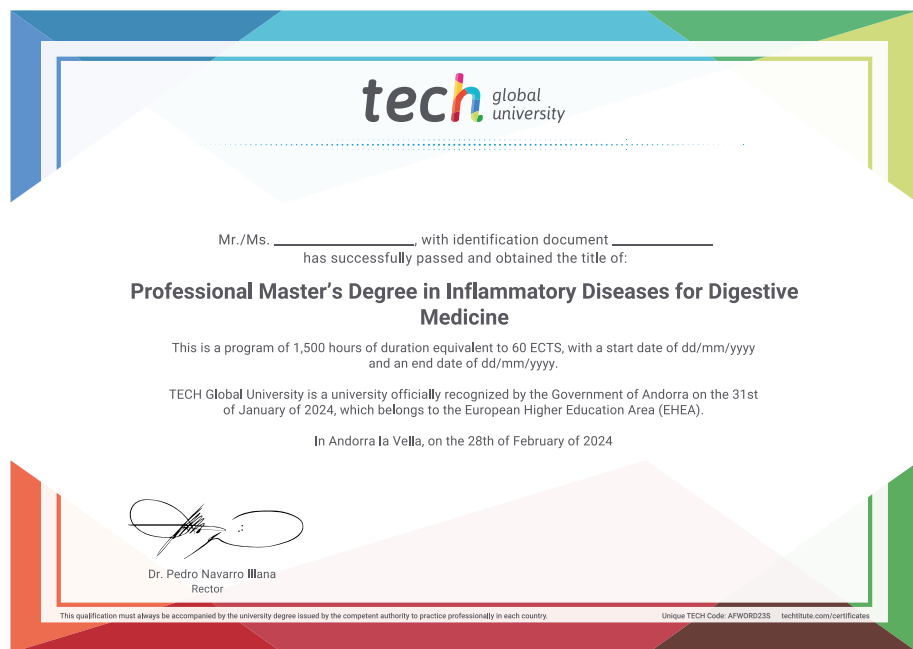 tech global university
Mr./Ms. ____________, with identification document ____________
has successfully passed and obtained the title of:
Professional Master's Degree in Inflammatory Diseases for Digestive
Medicine
This is a program of 1,500 hours of duration equivalent to 60 ECTS, with a start date of dd/mm/yyyy
and an end date of dd/mm/yyyy.
TECH Global University is a university officially recognized by the Government of Andorra on the 31st
of January of 2024, which belongs to the European Higher Education Area (EHEA).
In Andorra la Vella, on the 28th of February of 2024
Dr. Pedro Navarro Illana
Rector
This qualification must always be accompanied by the university degree issued by the competent authority to practice professionally in each country.
Unique TECH Code: AFWORD23S techtitute.com/certificates